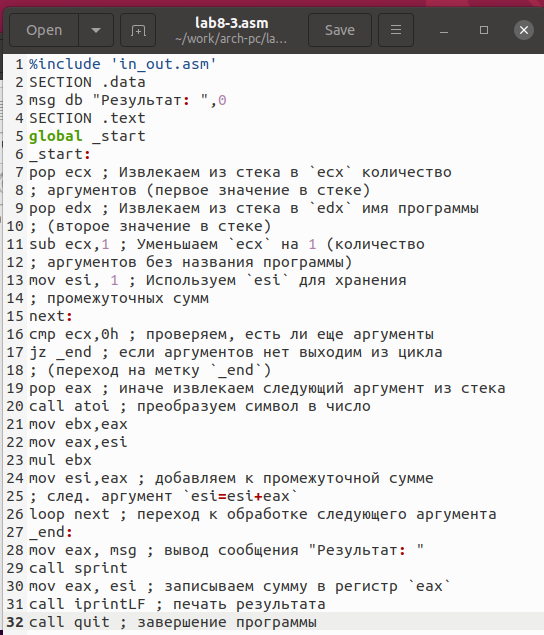 Open
lab8-3.asm
~/work/arch-pc/la...
Save
1 %include 'in_out.asm'
2 SECTION .data
3 msg db "Результат: ",0
4 SECTION .text
5 global _start
6 _start:
7 pop ecx ; Извлекаем из стека в `ecx` количество
8 ; аргументов (первое значение в стеке)
9 pop edx ; Извлекаем из стека в `edx` имя программы
10 ; (второе значение в стеке)
11 sub ecx,1 ; Уменьшаем `ecx` на 1 (количество
12 ; аргументов без названия программы)
13 mov esi, 1 ; Используем `esi` для хранения
14 ; промежуточных сумм
15 next:
16 cmp ecx,0h ; проверяем, есть ли еще аргументы
17 jz _end ; если аргументов нет выходим из цикла
18 ; (переход на метку `_end`)
19 pop eax ; иначе извлекаем следующий аргумент из стека
20 call atoi ; преобразуем символ в число
21 mov ebx,eax
22 mov eax,esi
23 mul ebx
24 mov esi,eax ; добавляем к промежуточной сумме
25 ; след. аргумент `esi=esi+eax`
26 loop next ; переход к обработке следующего аргумента
27 _end:
28 mov eax, msg ; вывод сообщения "Результат: "
29 call sprint
30 mov eax, esi ; записываем сумму в регистр `eax`
31 call iprintLF ; печать результата
32 call quit ; завершение программы